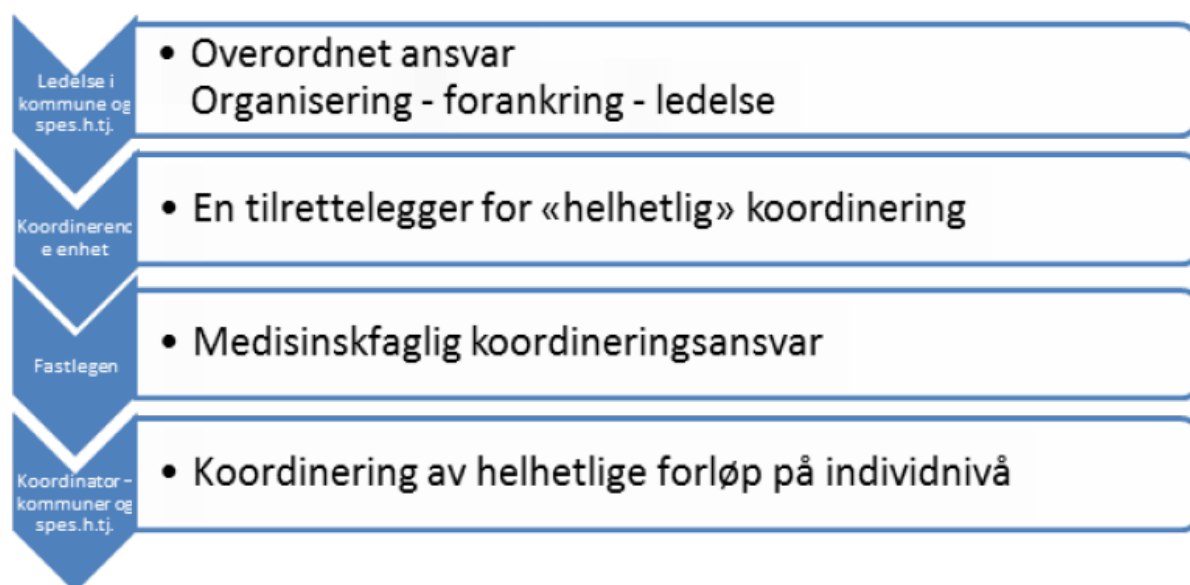 Ledelse i
kommune og
spes.h.tj.
• Overordnet ansvar
Organisering - forankring - ledelse
Koordinerend
e enhet
• En tilrettelegger for «helhetlig» koordinering
Fastlegen
• Medisinskfaglig koordineringsansvar
Koordinator –
kommuner og
spes.h.tj.
• Koordinering av helhetlige forløp på individnivå